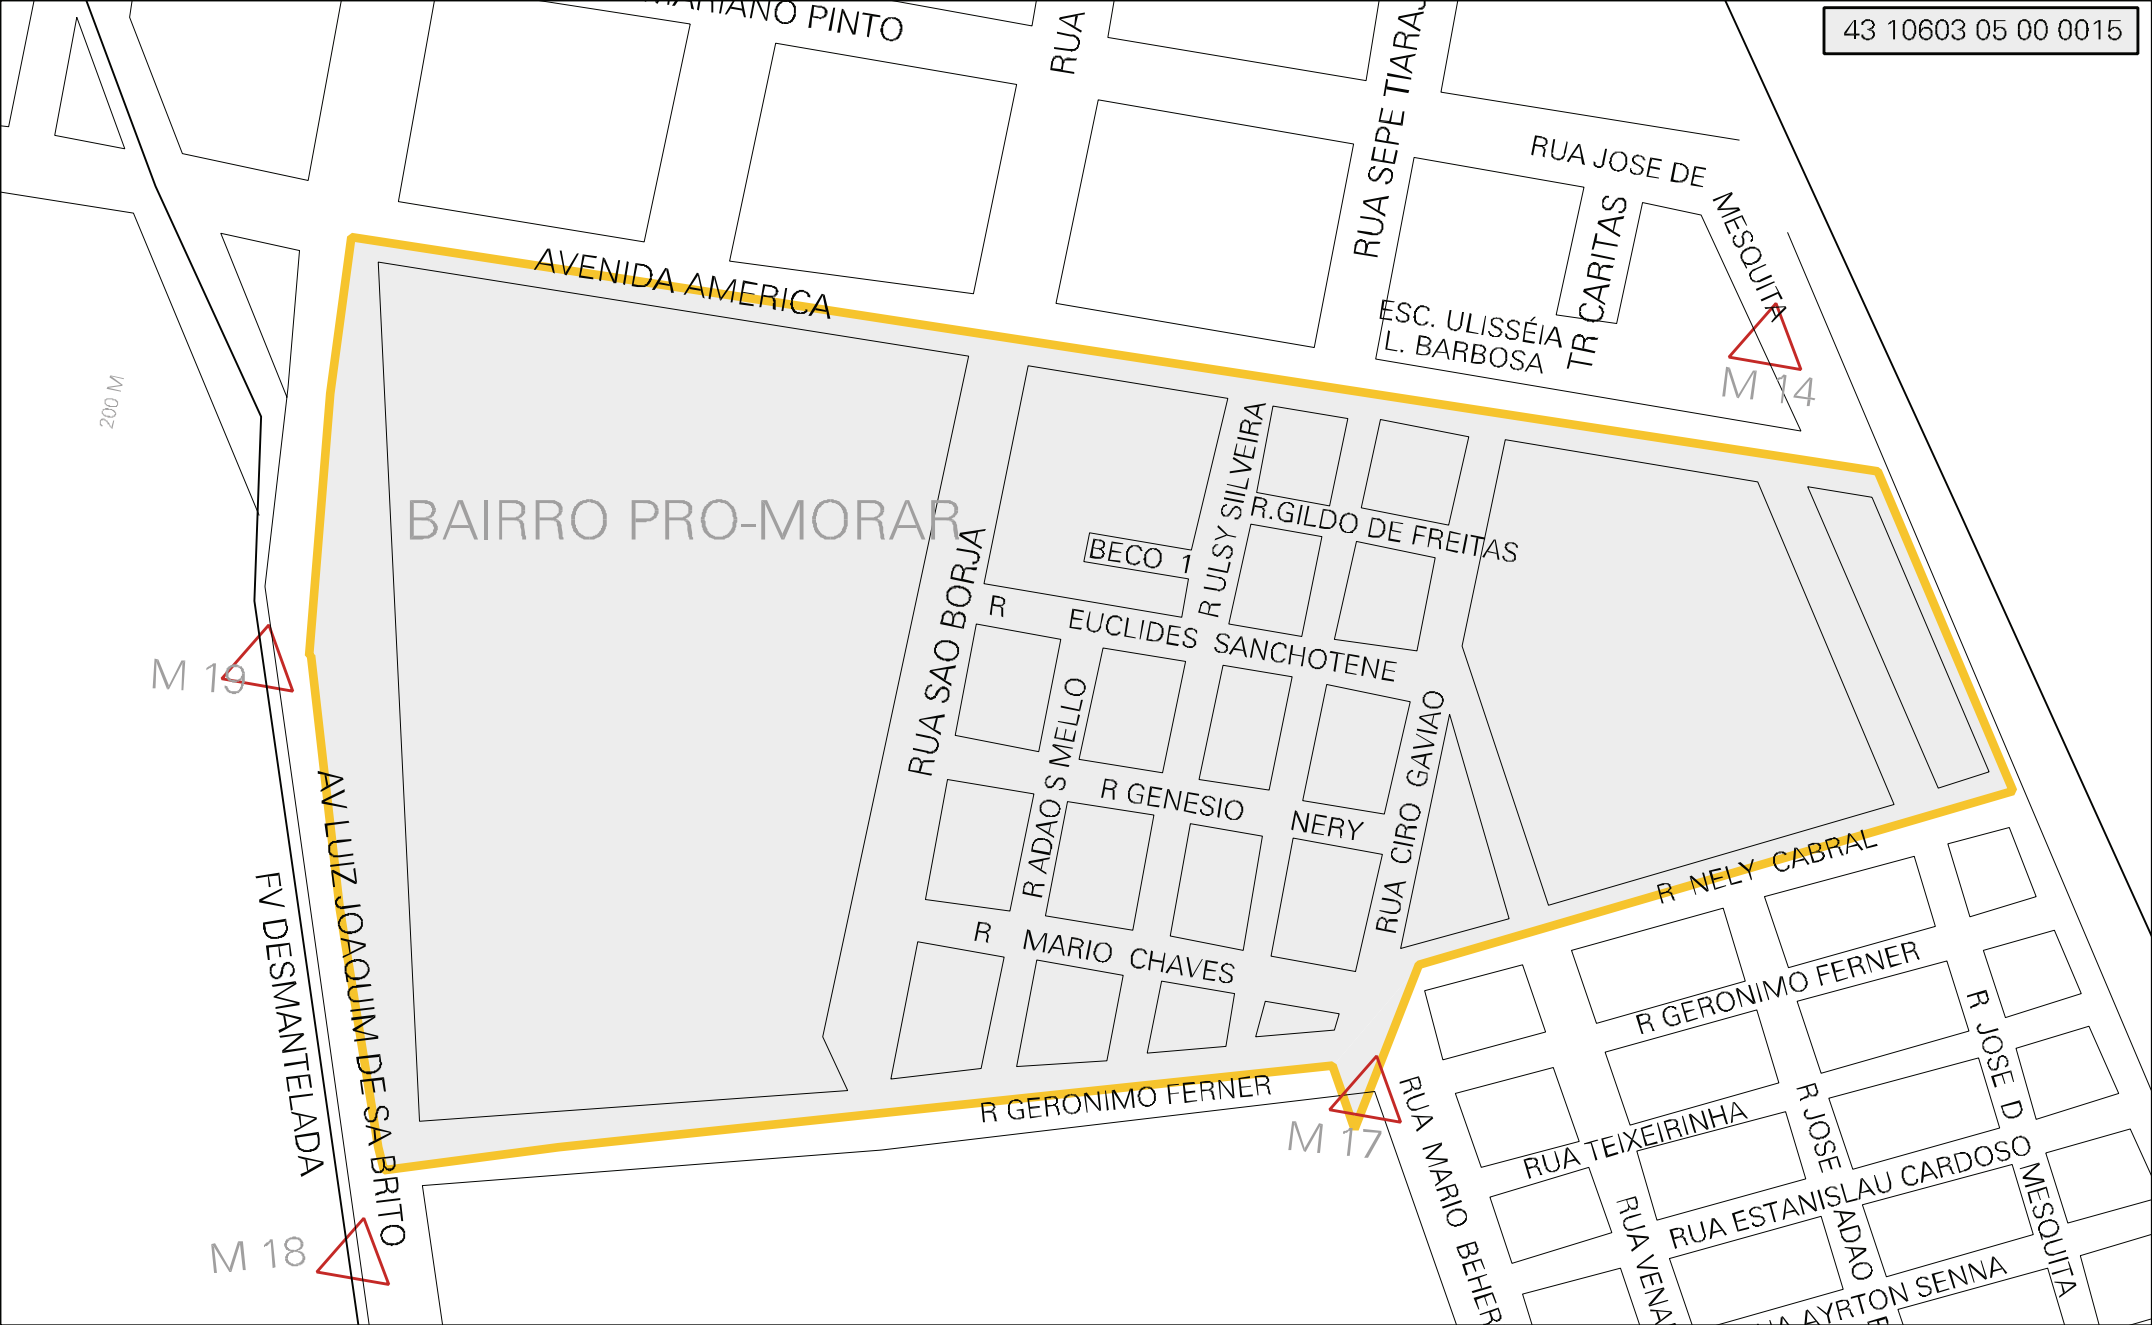 MARIANO PINTO
RUA
RUA SEPE TIARAJ
43 10603 05 00 0015
RUA JOSE DE
MESQUITA
TR CARITAS
ESC. ULISSÉIA
L. BARBOSA
M 14
AVENIDA AMERICA
200 M
BAIRRO PRO-MORAR
R ULSY SIILVEIRA
R.GILDO DE FREITAS
BECO 1
RUA SAO BORJA
R EUCLIDES SANCHOTENE
M 19
R ADAO S MELLO
RUA CIRO GAVIAO
R GENESIO NERY
AV LUIZ JOAQUIM DE SA BRITO
FV DESMANTELADA
R NELY CABRAL
R MARIO CHAVES
R GERONIMO FERNER
R GERONIMO FERNER
M 17
M 18
RUA MARIO BEHER
RUA TEIXEIRINHA
R JOSE D MESQUITA
R JOSE ADAO
RUA ESTANISLAU CARDOSO
RUA VENA
AYRTON SENNA